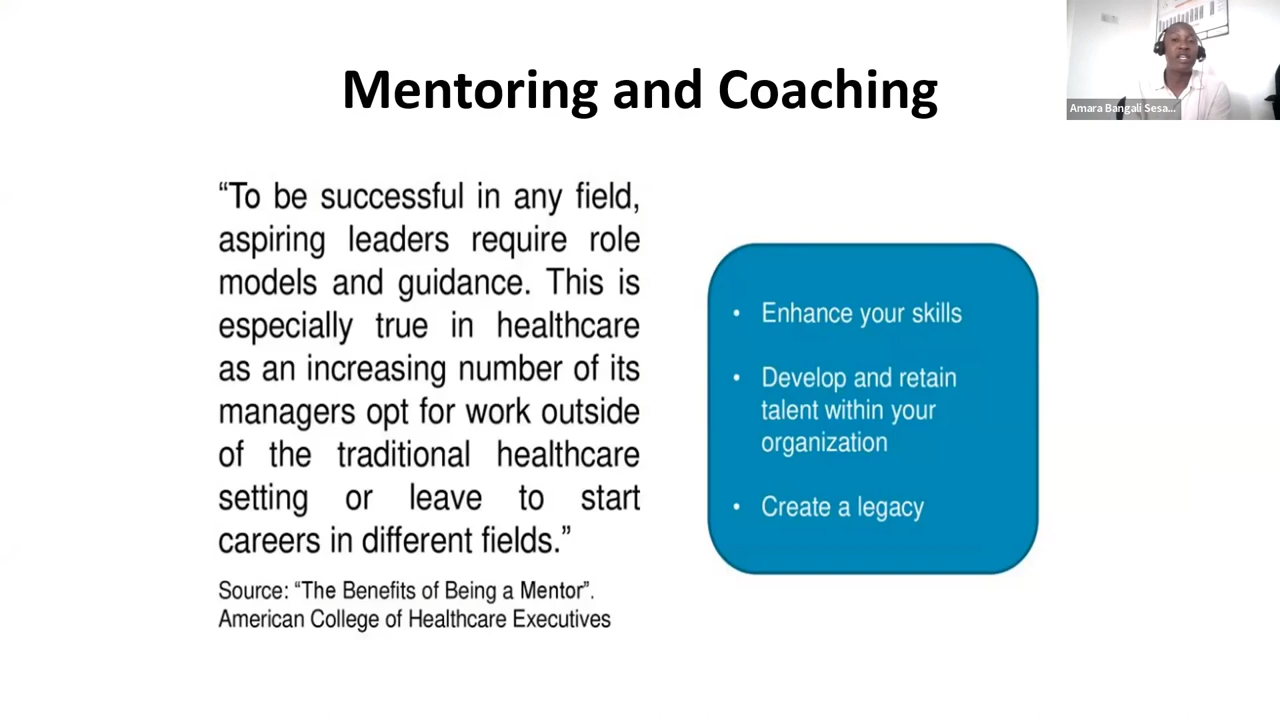 Mentoring and Coaching
Amara Bangali Sesa...
“To be successful in any field,
aspiring leaders require role
models and guidance. This is
especially true in healthcare
as an increasing number of its
managers opt for work outside
of the traditional healthcare
setting or leave to start
careers in different fields.”
Source: “The Benefits of Being a Mentor”.
American College of Healthcare Executives
• Enhance your skills
• Develop and retain
talent within your
organization
• Create a legacy